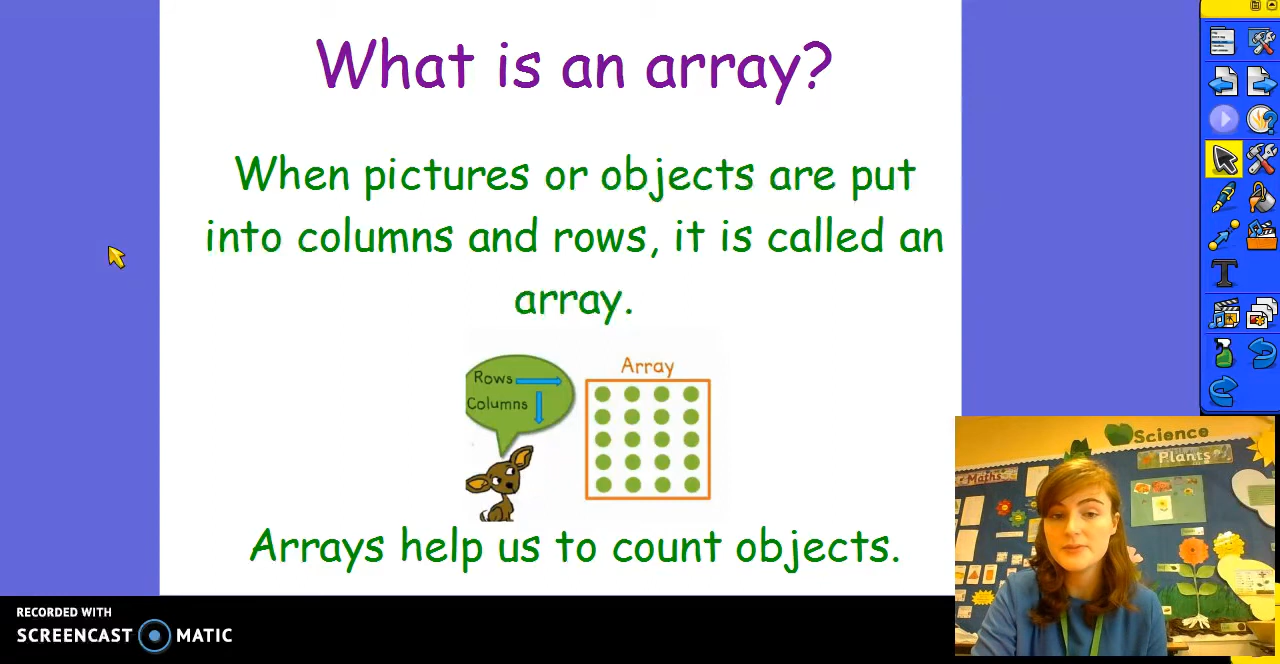 What is an array?
When pictures or objects are put
into columns and rows, it is called an
array.
Rows
Columns
Array
Arrays help us to count objects.
Science
Plants
Maths
RECORDED WITH
SCREENCAST MATIC